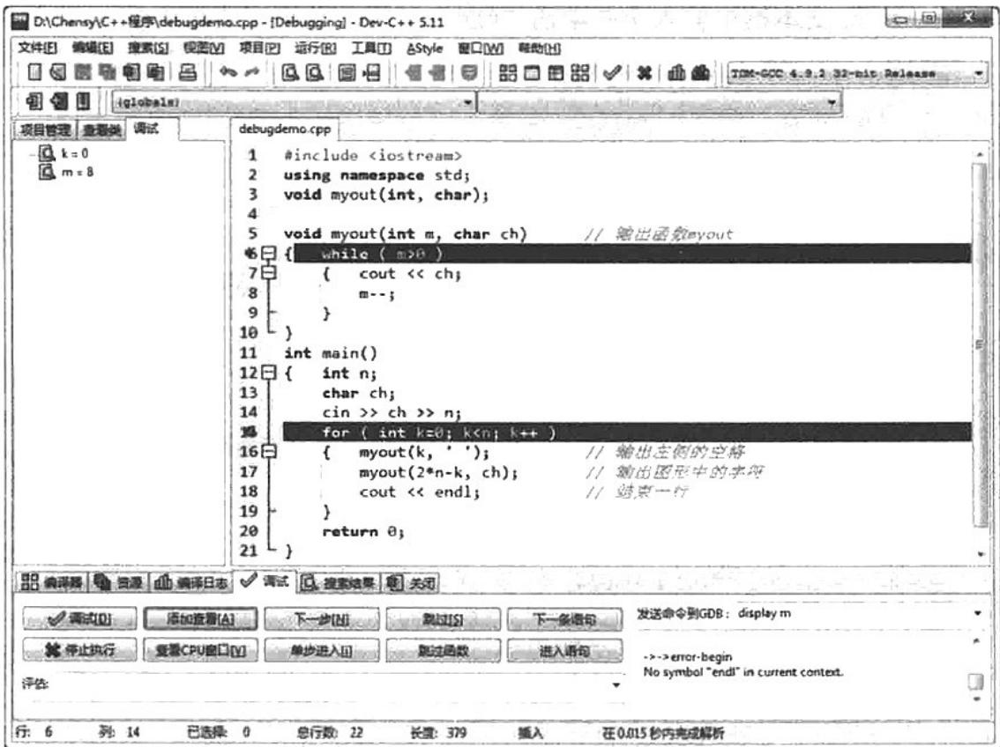 D:\Chensy\C++程序\debugdemo.cpp - [Debugging] - Dev-C++ 5.11
文件[F] 编辑[E] 搜索[S] 视图[V] 项目[P] 运行[R] 工具[T] AStyle 窗口[W] 帮助[H]
TDM-GCC 4.9.2 32-bit Release
(globals)
项目管理 查看类 调试
debugdemo.cpp
k = 0
m = 8
1 #include <iostream>
2 using namespace std;
3 void myout(int, char);
4
5 void myout(int m, char ch) // 输出函数myout
6 { while ( m>0 )
7 { cout << ch;
8 m--;
9 }
10 }
11 int main()
12 { int n;
13 char ch;
14 cin >> ch >> n;
15 for ( int k=0; k<n; k++ )
16 { myout(k, ' '); // 输出左侧的空格
17 myout(2*n-k, ch); // 输出图形中的字符
18 cout << endl; // 结束一行
19 }
20 return 0;
21 }
编译器 资源 编译日志 调试 搜索结果 关闭
调试[D] 添加查看[A] 下一步[N] 跳过[S] 下一条语句 发送命令到GDB: display m
停止执行 查看CPU窗口[V] 单步进入[I] 跳过函数 进入语句
->->error-begin
No symbol "endl" in current context.
评估:
行: 6 列: 14 已选择: 0 总行数: 22 长度: 379 插入 在 0.015 秒内完成解析